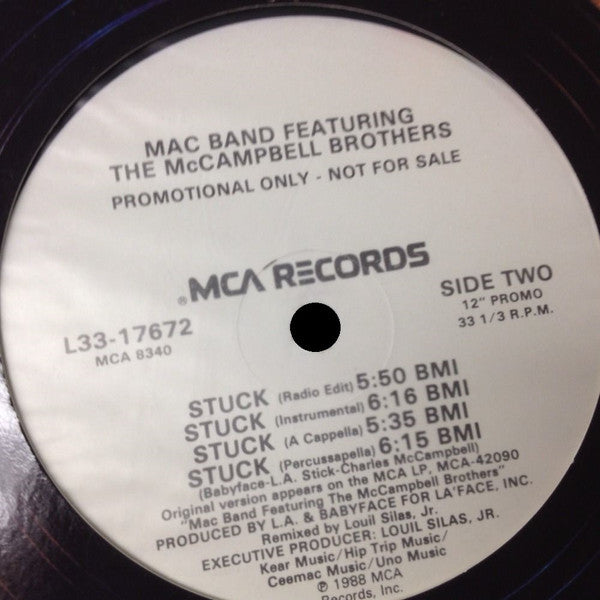 MAC BAND FEATURING
THE McCAMPBELL BROTHERS
PROMOTIONAL ONLY - NOT FOR SALE
®MCA RECORDS
L33-17672
MCA 8340
SIDE TWO
12" PROMO
33 1/3 R.P.M.
STUCK (Radio Edit) 5:50 BMI
STUCK (Instrumental) 6:16 BMI
STUCK (A Cappella) 5:35 BMI
STUCK (Percussapella) 6:15 BMI
(Babyface-L.A. Stick-Charles McCampbell)
Original version appears on the MCA LP, MCA-42090
"Mac Band Featuring The McCampbell Brothers"
PRODUCED BY L.A. & BABYFACE FOR LA'FACE, INC.
Remixed by Louil Silas, Jr.
EXECUTIVE PRODUCER: LOUIL SILAS, JR.
Kear Music/Hip Trip Music/
Ceemac Music/Uno Music
℗ 1988 MCA
Records, Inc.